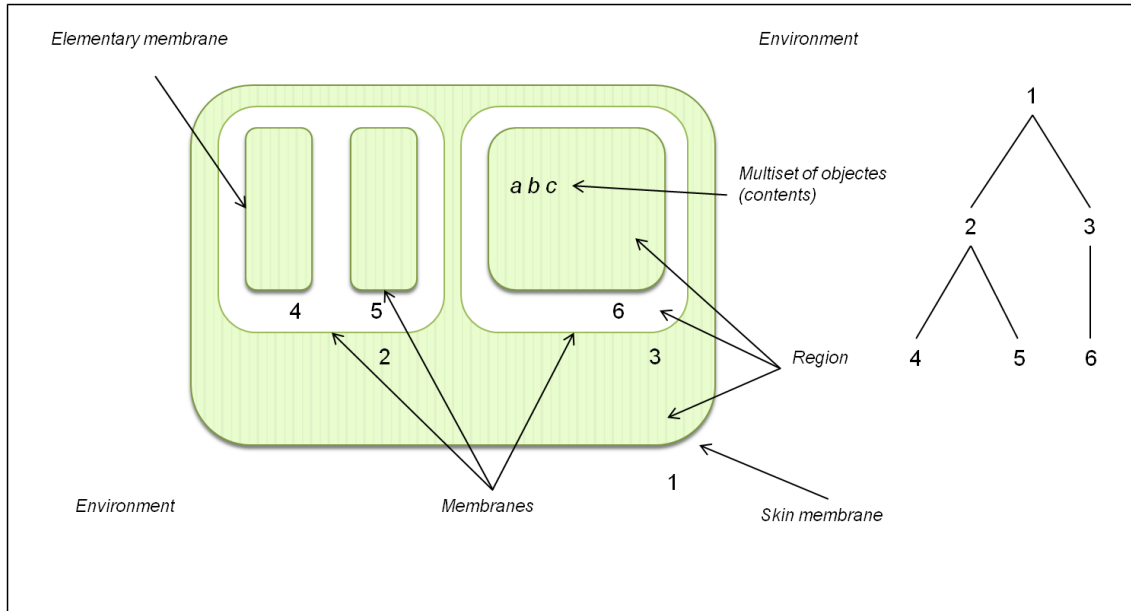 Elementary membrane
Environment
1
a b c
Multiset of objectes
(contents)
2 3
4 5 6
2 3
Region
4 5 6
1
Environment
Membranes
Skin membrane